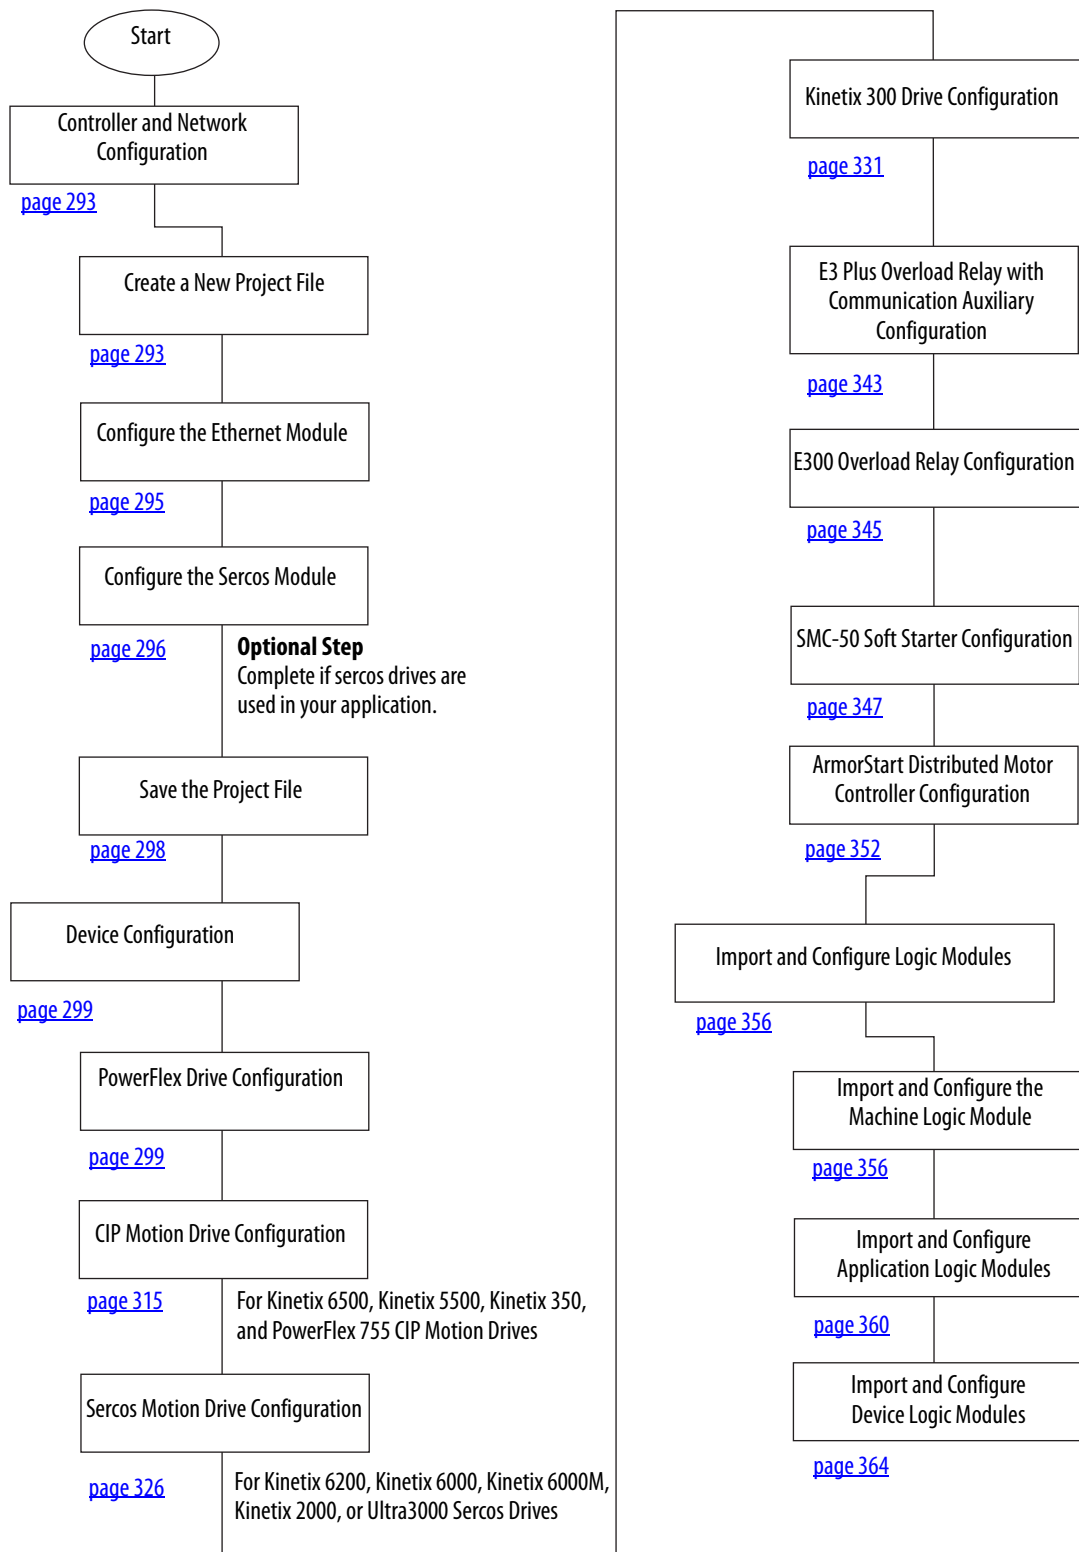 Start
Controller and Network
Configuration
page 293
Create a New Project File
page 293
Configure the Ethernet Module
page 295
Configure the Sercos Module
page 296
Optional Step
Complete if sercos drives are
used in your application.
Save the Project File
page 298
Device Configuration
page 299
PowerFlex Drive Configuration
page 299
CIP Motion Drive Configuration
page 315
For Kinetix 6500, Kinetix 5500, Kinetix 350,
and PowerFlex 755 CIP Motion Drives
Sercos Motion Drive Configuration
page 326
For Kinetix 6200, Kinetix 6000, Kinetix 6000M,
Kinetix 2000, or Ultra3000 Sercos Drives
Kinetix 300 Drive Configuration
page 331
E3 Plus Overload Relay with
Communication Auxiliary
Configuration
page 343
E300 Overload Relay Configuration
page 345
SMC-50 Soft Starter Configuration
page 347
ArmorStart Distributed Motor
Controller Configuration
page 352
Import and Configure Logic Modules
page 356
Import and Configure the
Machine Logic Module
page 356
Import and Configure
Application Logic Modules
page 360
Import and Configure
Device Logic Modules
page 364